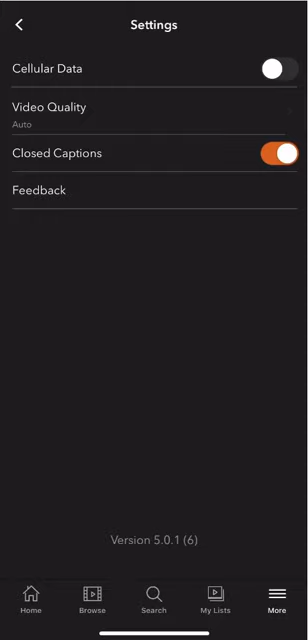 Settings
Cellular Data
Video Quality
Auto
Closed Captions
Feedback
Version 5.0.1 (6)
Home
Browse
Search
My Lists
More